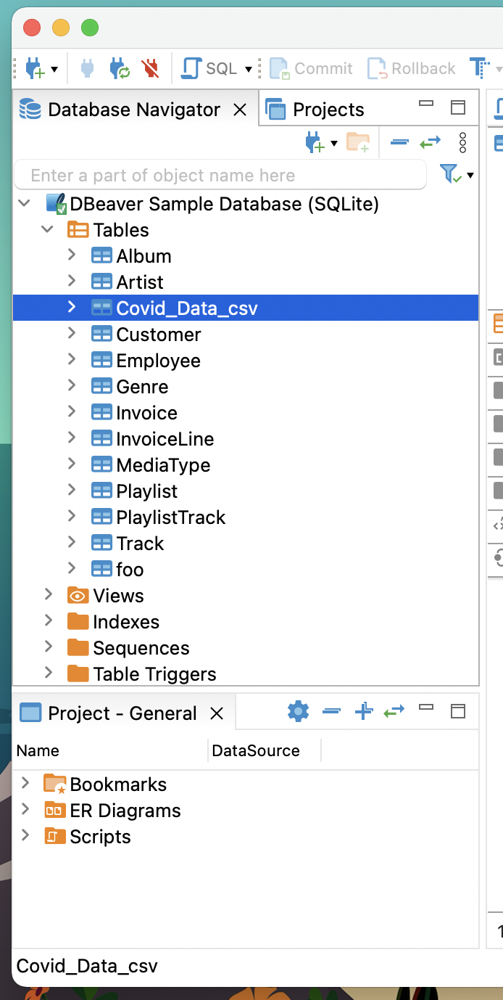 SQL Commit Rollback
Database Navigator Projects
Enter a part of object name here
DBeaver Sample Database (SQLite)
Tables
Album
Artist
Covid_Data_csv
Customer
Employee
Genre
Invoice
InvoiceLine
MediaType
Playlist
PlaylistTrack
Track
foo
Views
Indexes
Sequences
Table Triggers
Project - General
Name DataSource
Bookmarks
ER Diagrams
Scripts
1
Covid_Data_csv